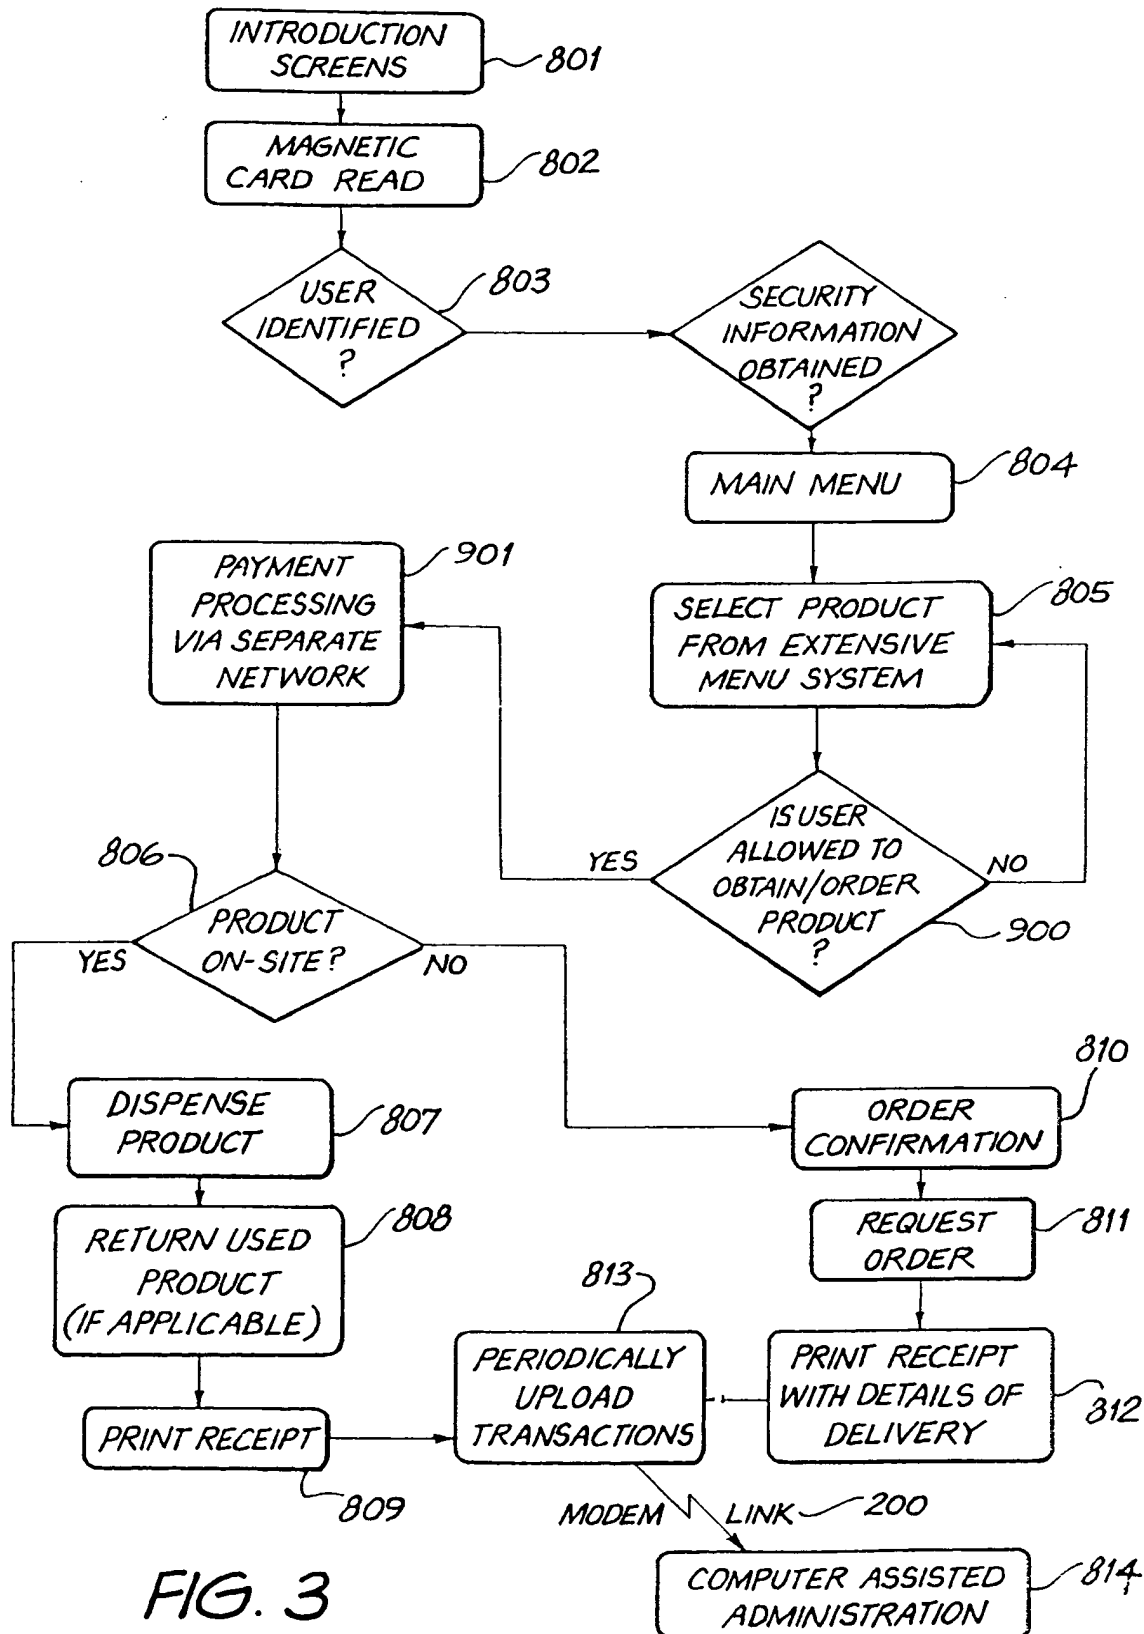 INTRODUCTION
SCREENS
801
MAGNETIC
CARD READ
802
USER
IDENTIFIED
?
803
SECURITY
INFORMATION
OBTAINED
?
MAIN MENU
804
SELECT PRODUCT
FROM EXTENSIVE
MENU SYSTEM
805
IS USER
ALLOWED TO
OBTAIN/ORDER
PRODUCT
?
900
YES
NO
PAYMENT
PROCESSING
VIA SEPARATE
NETWORK
901
PRODUCT
ON-SITE?
806
YES
NO
DISPENSE
PRODUCT
807
RETURN USED
PRODUCT
(IF APPLICABLE)
808
PRINT RECEIPT
809
ORDER
CONFIRMATION
810
REQUEST
ORDER
811
PRINT RECEIPT
WITH DETAILS OF
DELIVERY
812
PERIODICALLY
UPLOAD
TRANSACTIONS
813
MODEM LINK 200
COMPUTER ASSISTED
ADMINISTRATION
814
FIG. 3